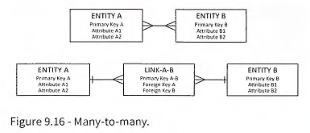 ENTITY A
Primary Key A
Attribute A1
Attribute A2
ENTITY B
Primary Key B
Attribute B1
Attribute B2
ENTITY A
Primary Key A
Attribute A1
Attribute A2
LINK-A-B
Primary Key A-B
Foreign Key A
Foreign Key B
ENTITY B
Primary Key B
Attribute B1
Attribute B2
Figure 9.16 - Many-to-many.